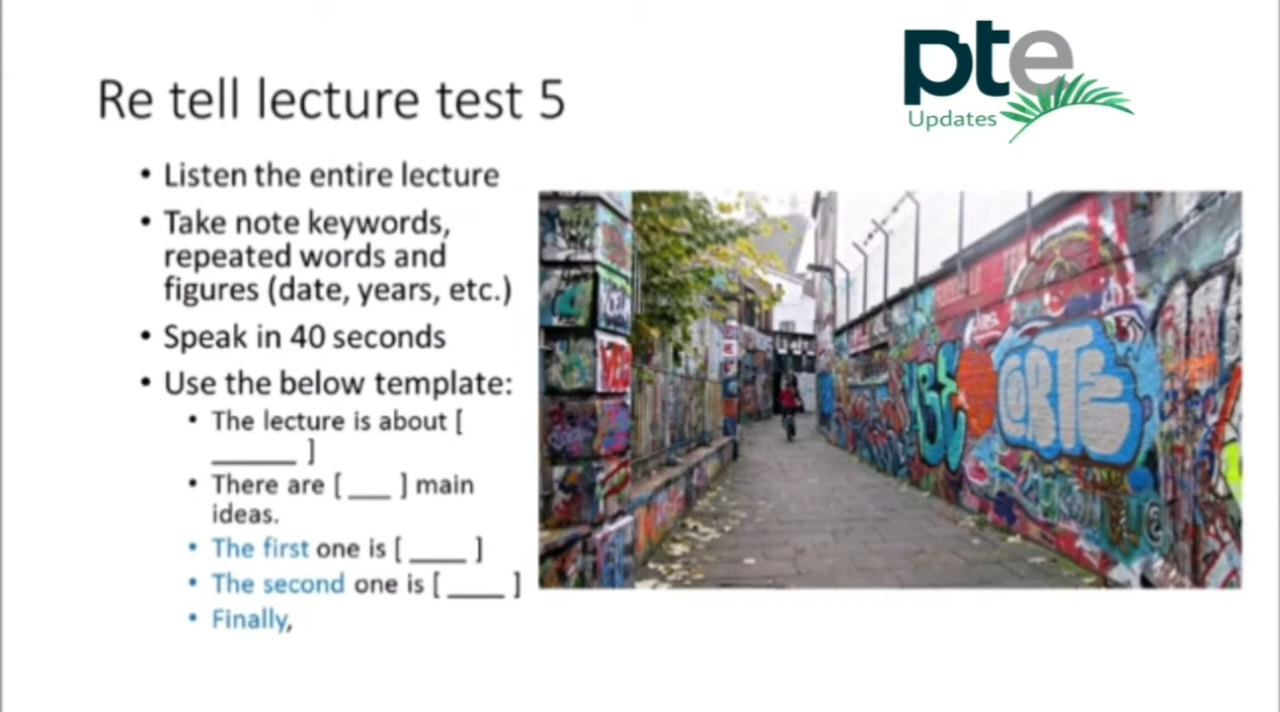 pte
Updates
Re tell lecture test 5
• Listen the entire lecture
• Take note keywords,
repeated words and
figures (date, years, etc.)
• Speak in 40 seconds
• Use the below template:
• The lecture is about [
______ ]
• There are [ ___ ] main
ideas.
• The first one is [ ____ ]
• The second one is [ ____ ]
• Finally,